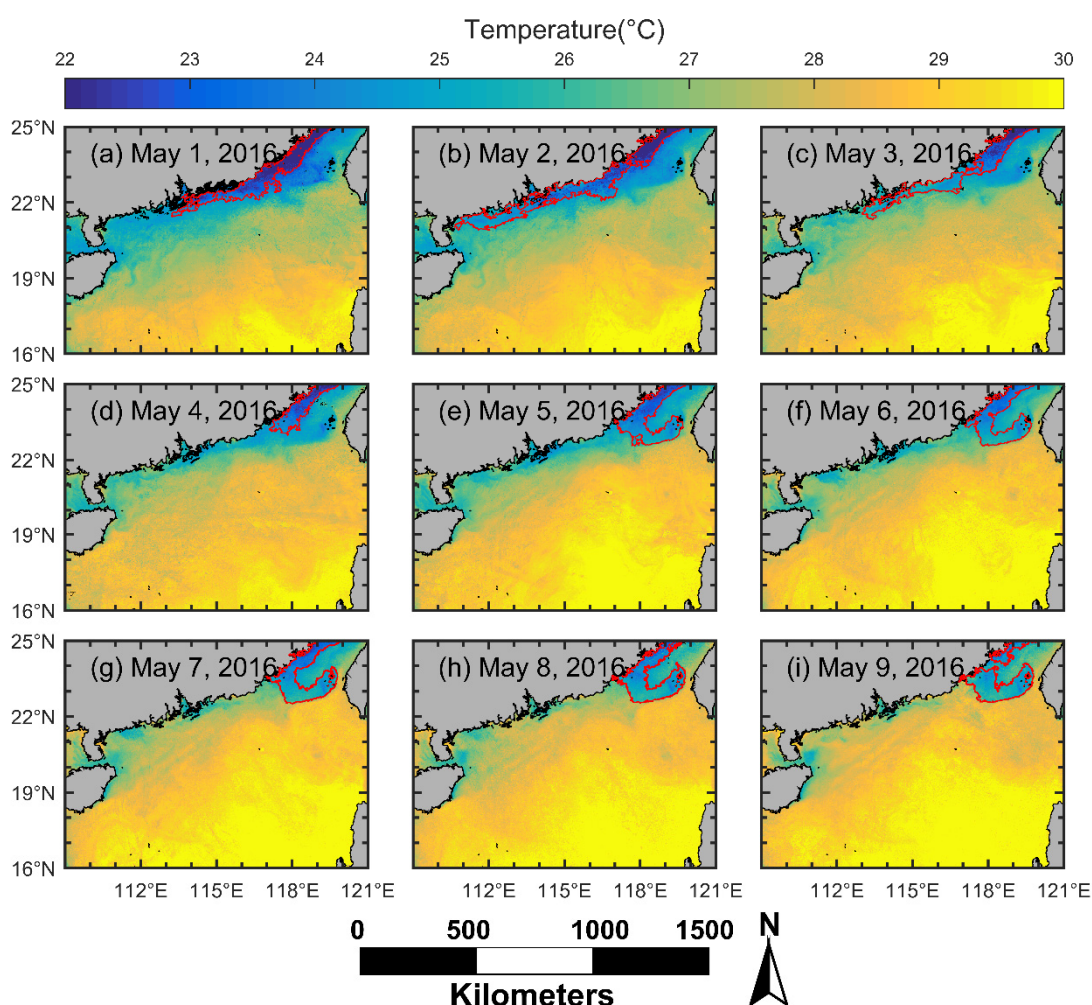 Temperature(°C)
22 23 24 25 26 27 28 29 30
25°N
22°N
19°N
16°N
(a) May 1, 2016
(b) May 2, 2016
(c) May 3, 2016
25°N
22°N
19°N
16°N
(d) May 4, 2016
(e) May 5, 2016
(f) May 6, 2016
25°N
22°N
19°N
16°N
(g) May 7, 2016
(h) May 8, 2016
(i) May 9, 2016
112°E 115°E 118°E 121°E 112°E 115°E 118°E 121°E 112°E 115°E 118°E 121°E
0 500 1000 1500
Kilometers
N